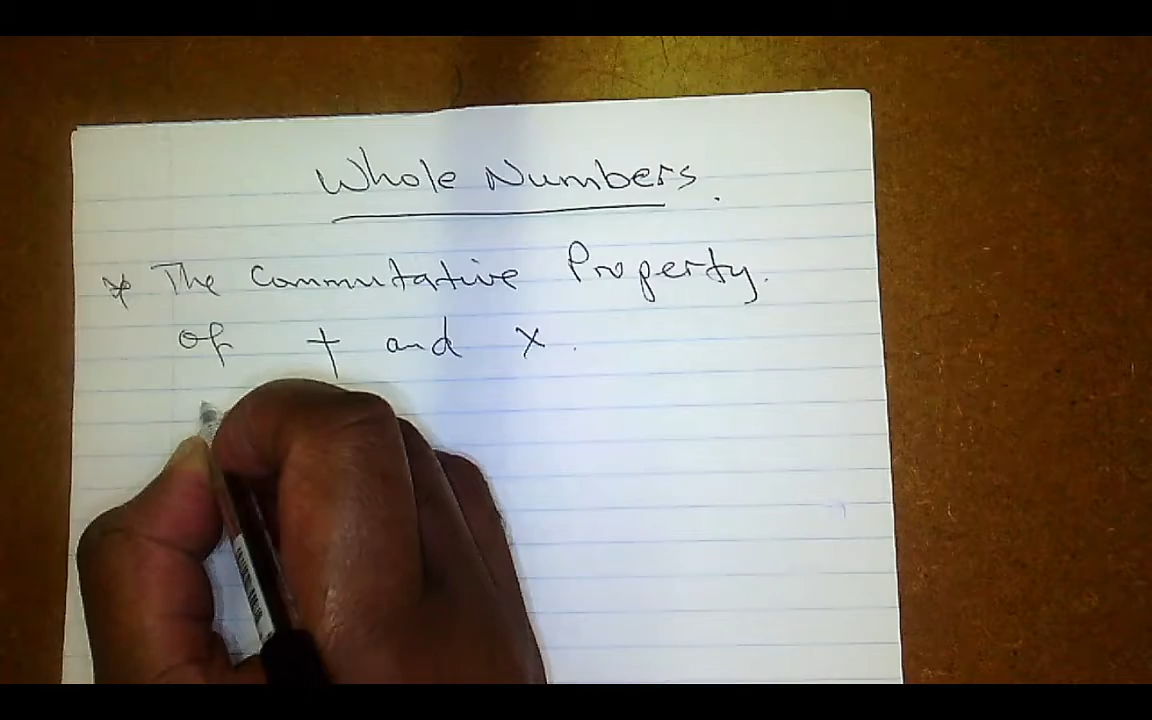 Whole Numbers.
* The Commutative Property.
of + and ×.